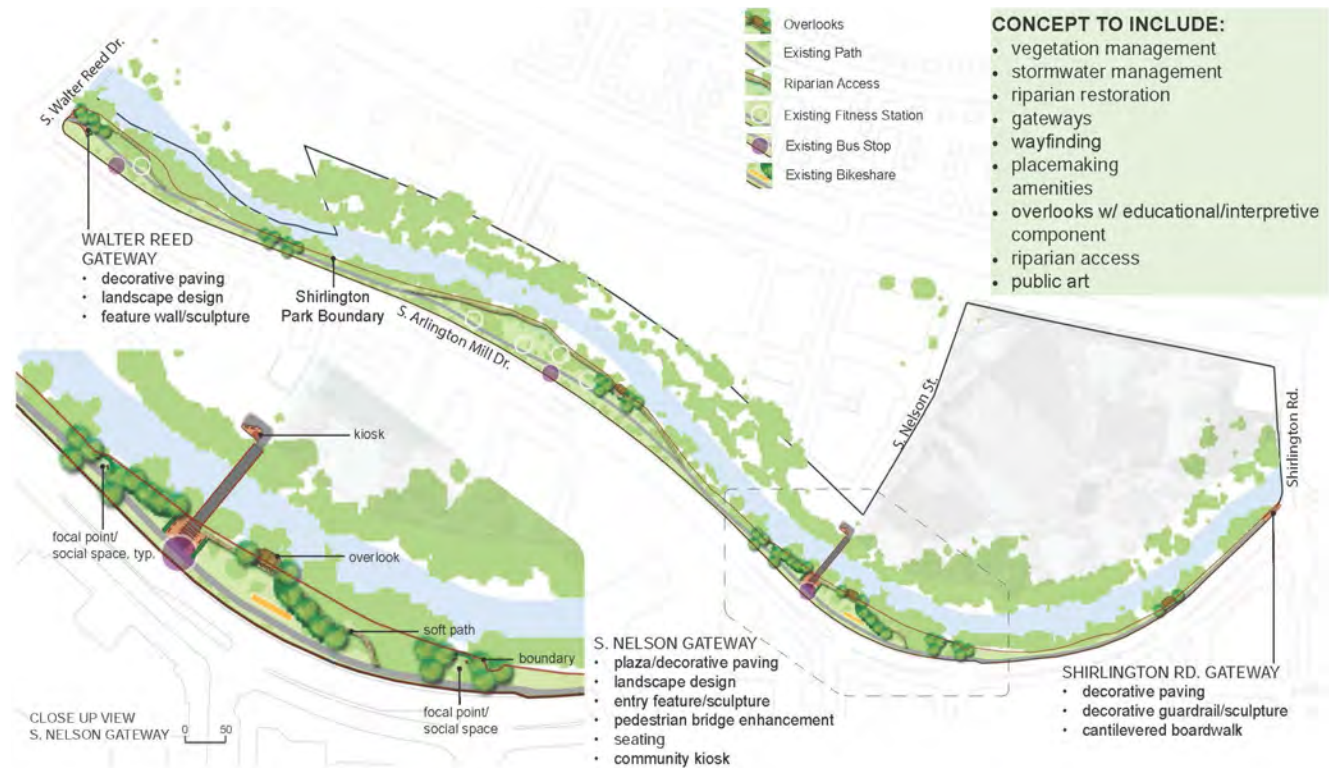 S. Walter Reed Dr.
Overlooks
Existing Path
Riparian Access
Existing Fitness Station
Existing Bus Stop
Existing Bikeshare
CONCEPT TO INCLUDE:
• vegetation management
• stormwater management
• riparian restoration
• gateways
• wayfinding
• placemaking
• amenities
• overlooks w/ educational/interpretive
component
• riparian access
• public art
WALTER REED
GATEWAY
• decorative paving
• landscape design
• feature wall/sculpture
Shirlington
Park Boundary
S. Arlington Mill Dr.
S. Nelson St.
Shirlington Rd.
kiosk
focal point/
social space, typ.
overlook
soft path
boundary
focal point/
social space
CLOSE UP VIEW
S. NELSON GATEWAY
0 50
S. NELSON GATEWAY
• plaza/decorative paving
• landscape design
• entry feature/sculpture
• pedestrian bridge enhancement
• seating
• community kiosk
SHIRLINGTON RD. GATEWAY
• decorative paving
• decorative guardrail/sculpture
• cantilevered boardwalk